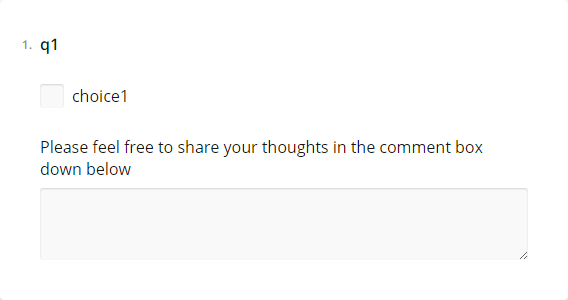 1. q1
choice1
Please feel free to share your thoughts in the comment box
down below